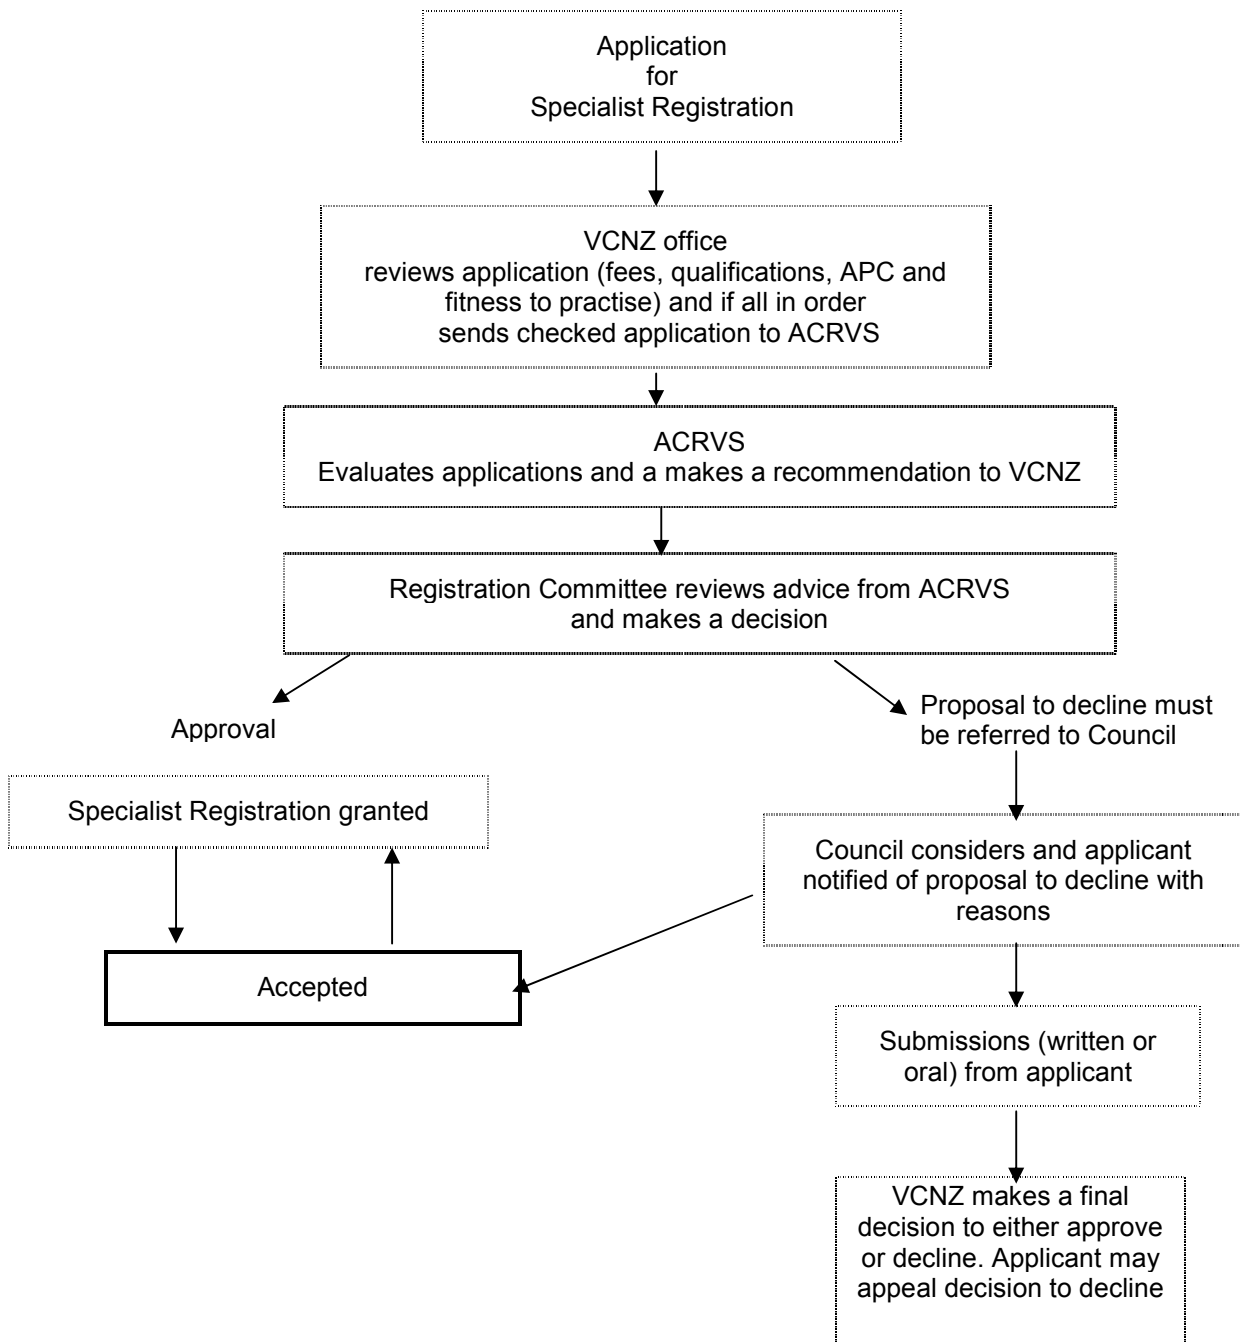 Application
for
Specialist Registration
VCNZ office
reviews application (fees, qualifications, APC and
fitness to practise) and if all in order
sends checked application to ACRVS
ACRVS
Evaluates applications and a makes a recommendation to VCNZ
Registration Committee reviews advice from ACRVS
and makes a decision
Approval
Proposal to decline must
be referred to Council
Specialist Registration granted
Council considers and applicant
notified of proposal to decline with
reasons
Accepted
Submissions (written or
oral) from applicant
VCNZ makes a final
decision to either approve
or decline. Applicant may
appeal decision to decline